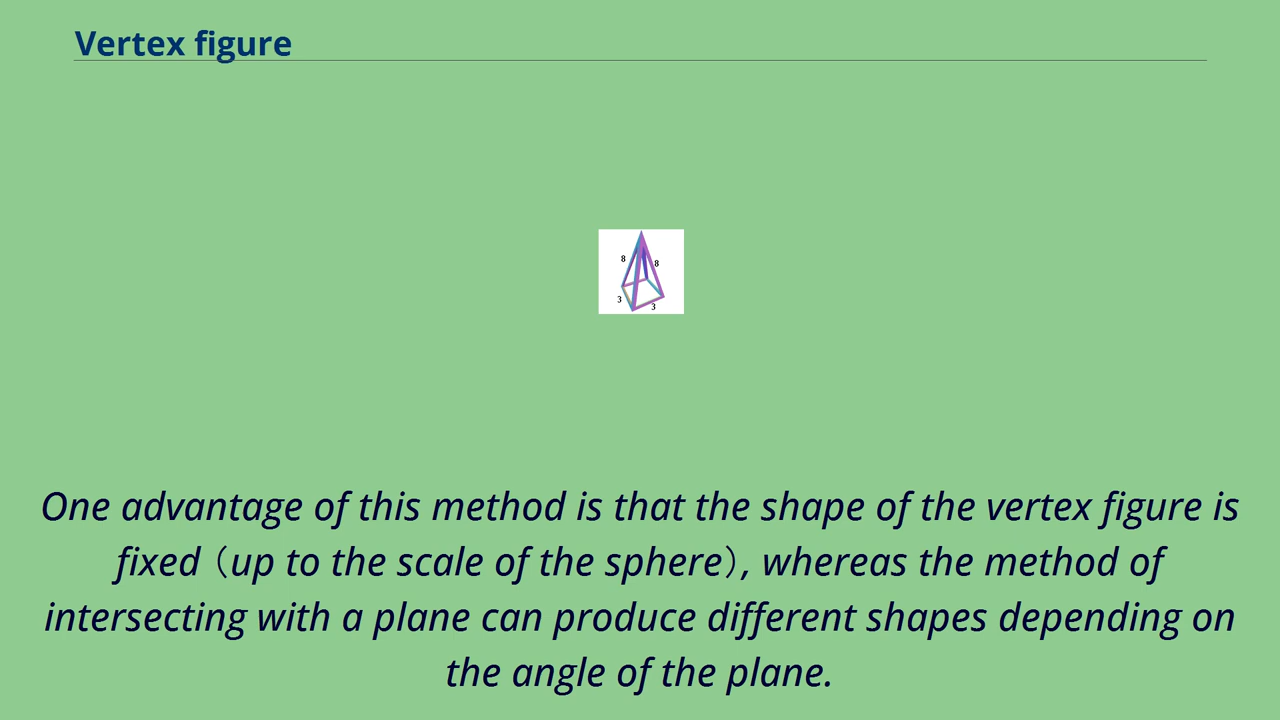 Vertex figure
8
8
3
3
One advantage of this method is that the shape of the vertex figure is
fixed (up to the scale of the sphere), whereas the method of
intersecting with a plane can produce different shapes depending on
the angle of the plane.